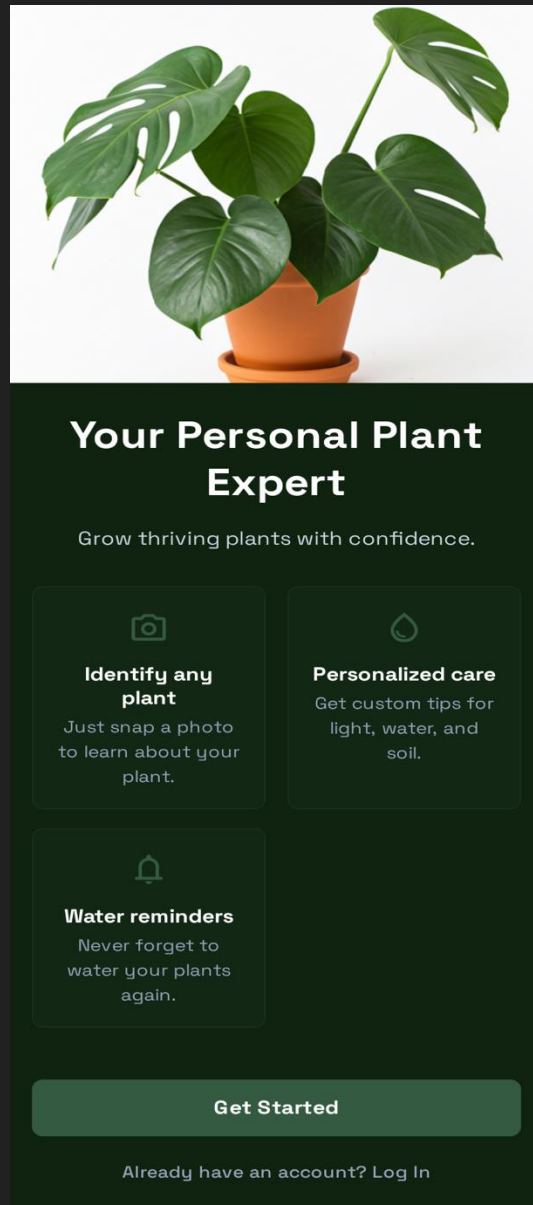 Your Personal Plant
Expert
Grow thriving plants with confidence.
Identify any
plant
Just snap a photo
to learn about your
plant.
Personalized care
Get custom tips for
light, water, and
soil.
Water reminders
Never forget to
water your plants
again.
Get Started
Already have an account? Log In